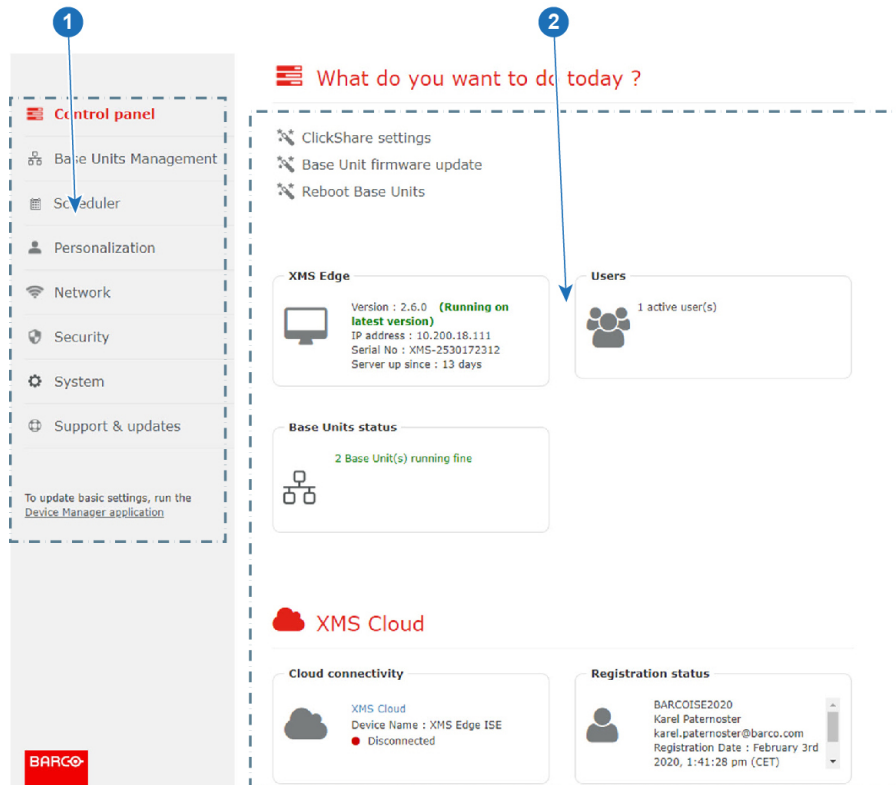 1
2
What do you want to do today ?
Control panel
Base Units Management
Scheduler
Personalization
Network
Security
System
Support & updates
To update basic settings, run the
Device Manager application
BARCO
ClickShare settings
Base Unit firmware update
Reboot Base Units
XMS Edge
Version : 2.6.0 (Running on
latest version)
IP address : 10.200.18.111
Serial No : XMS-2530172312
Server up since : 13 days
Users
1 active user(s)
Base Units status
2 Base Unit(s) running fine
XMS Cloud
Cloud connectivity
XMS Cloud
Device Name : XMS Edge ISE
Disconnected
Registration status
BARCOISE2020
Karel Paternoster
karel.paternoster@barco.com
Registration Date : February 3rd
2020, 1:41:28 pm (CET)